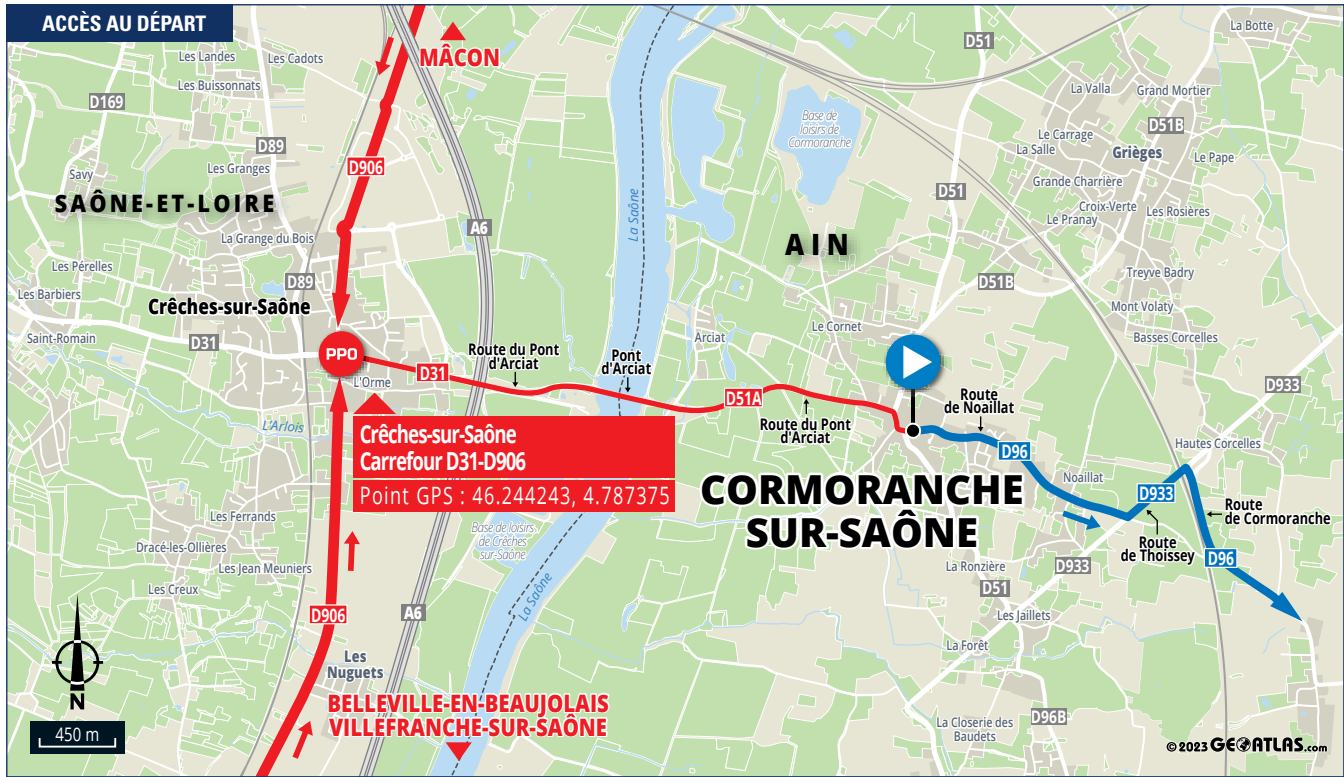 ACCÈS AU DÉPART
MÂCON
La Botte
D51
Les Landes
Les Cadots
Les Buissonnats
D169
La Valla
Grand Mortier
Base de
loisirs de
Cormoranche
D51B
Le Carrage
La Salle
Grièges
Le Pape
D89
Les Granges
D906
Savy
Grande Charrière
D51
SAÔNE-ET-LOIRE
Croix-Verte
Les Rosières
Le Pranay
La Saône
A6
La Grange du Bois
AIN
Les Pérelles
Treyve Badry
D89
D51B
Les Barbiers
Crêches-sur-Saône
Mont Volaty
Le Cornet
Saint-Romain
D31
Arciat
Basses Corcelles
PPO
Route du Pont
d'Arciat
Pont
d'Arciat
D31
L'Orme
D933
D51A
Route
de Noaillat
L'Arlois
Route du Pont
d'Arciat
Crêches-sur-Saône
Carrefour D31-D906
Point GPS : 46.244243, 4.787375
Hautes Corcelles
D96
Noaillat
CORMORANCHE
SUR-SAÔNE
D933
Route
de Cormoranche
Les Ferrands
Base de loisirs
de Crêches
sur-Saône
Route
de Thoissey
Dracé-les-Ollières
D96
Les Jean Meuniers
La Ronzière
D933
Les Creux
D51
La Saône
D906
A6
Les Jaillets
La Forêt
Les
Nuguets
N
BELLEVILLE-EN-BEAUJOLAIS
VILLEFRANCHE-SUR-SAÔNE
La Closerie des
Baudets
D96B
450 m
© 2023 GEOATLAS.com